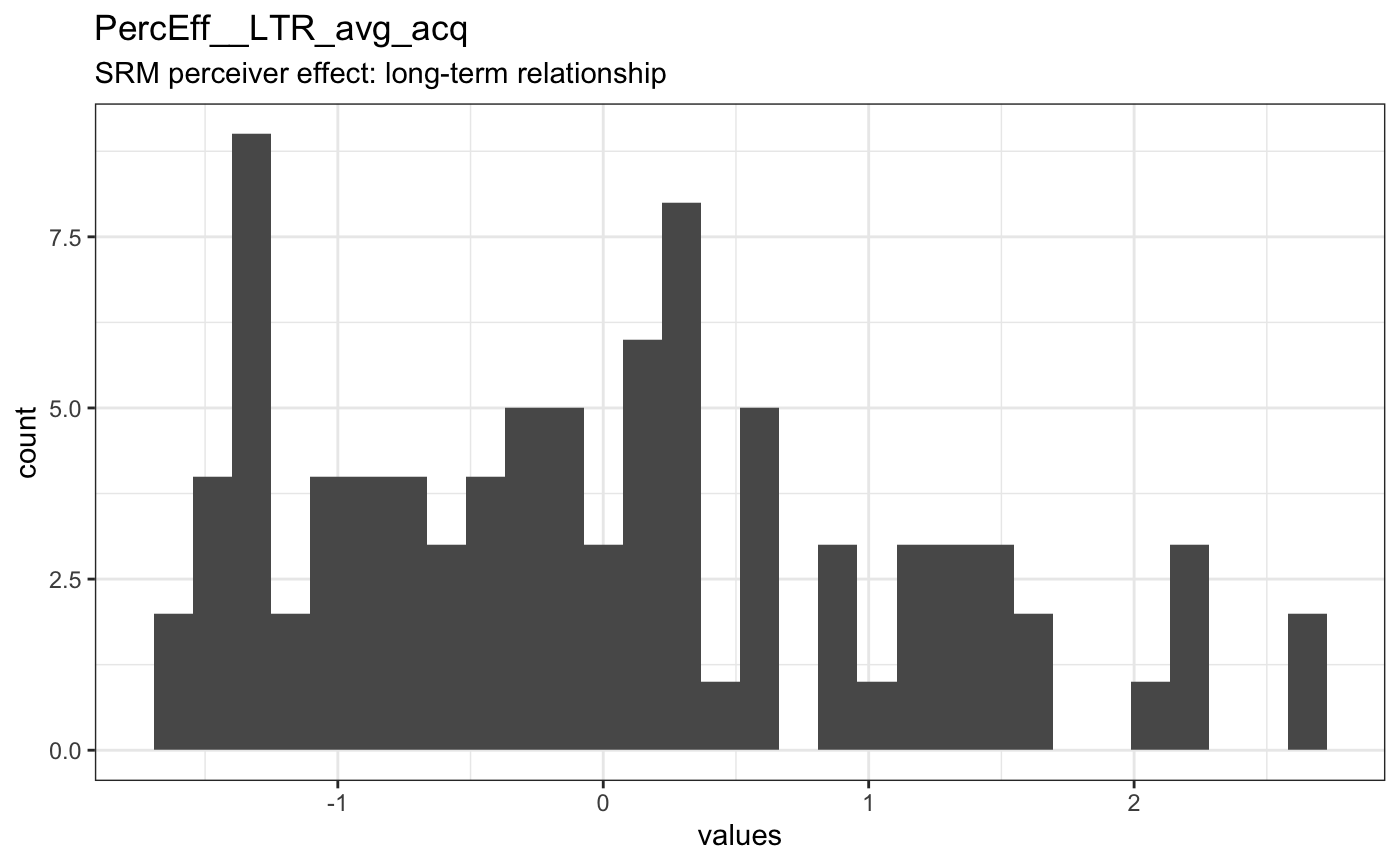 PercEff__LTR_avg_acq
SRM perceiver effect: long-term relationship
7.5
5.0
2.5
0.0
count
-1
0
1
2
values